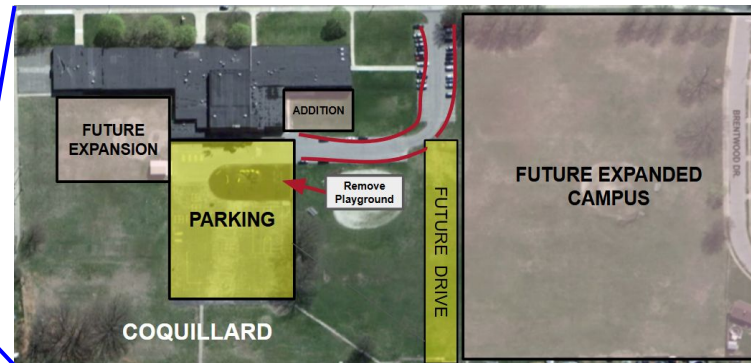 ADDITION
FUTURE
EXPANSION
BRENTWOOD DR.
FUTURE EXPANDED
CAMPUS
Remove
Playground
PARKING
FUTURE DRIVE
COQUILLARD